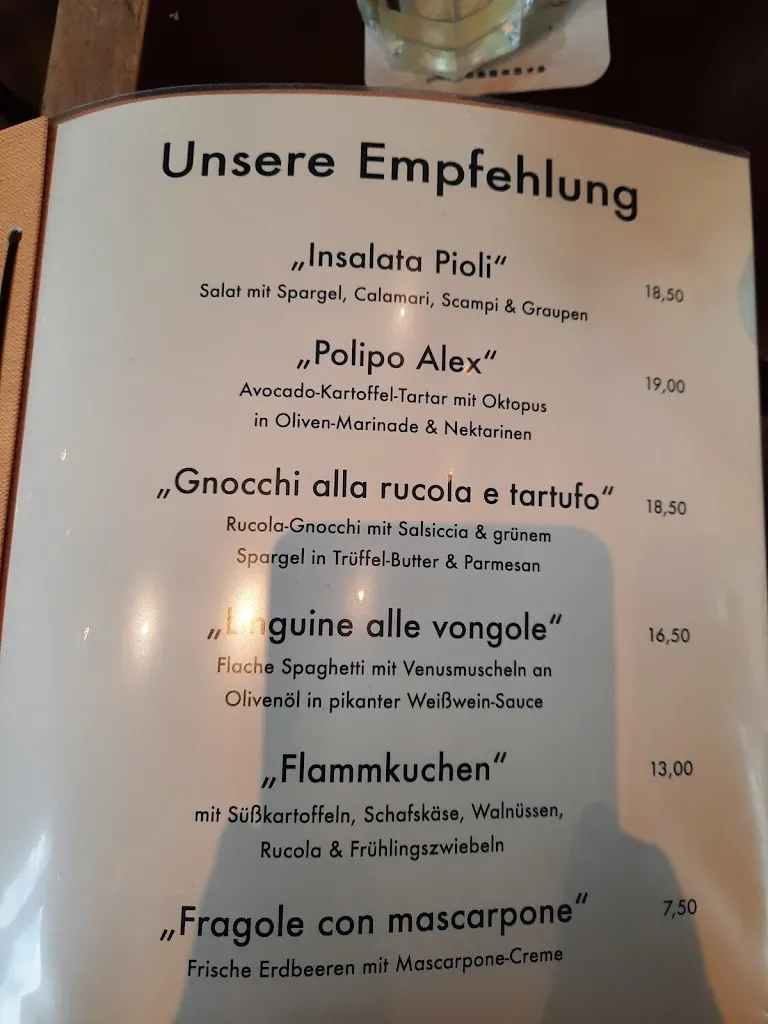 Unsere Empfehlung
„Insalata Pioli“
Salat mit Spargel, Calamari, Scampi & Graupen
18,50
„Polipo Alex“
Avocado-Kartoffel-Tartar mit Oktopus
in Oliven-Marinade & Nektarinen
19,00
„Gnocchi alla rucola e tartufo“
Rucola-Gnocchi mit Salsiccia & grünem
Spargel in Trüffel-Butter & Parmesan
18,50
„Linguine alle vongole“
Flache Spaghetti mit Venusmuscheln an
Olivenöl in pikanter Weißwein-Sauce
16,50
„Flammkuchen“
mit Süßkartoffeln, Schafskäse, Walnüssen,
Rucola & Frühlingszwiebeln
13,00
„Fragole con mascarpone“
Frische Erdbeeren mit Mascarpone-Creme
7,50